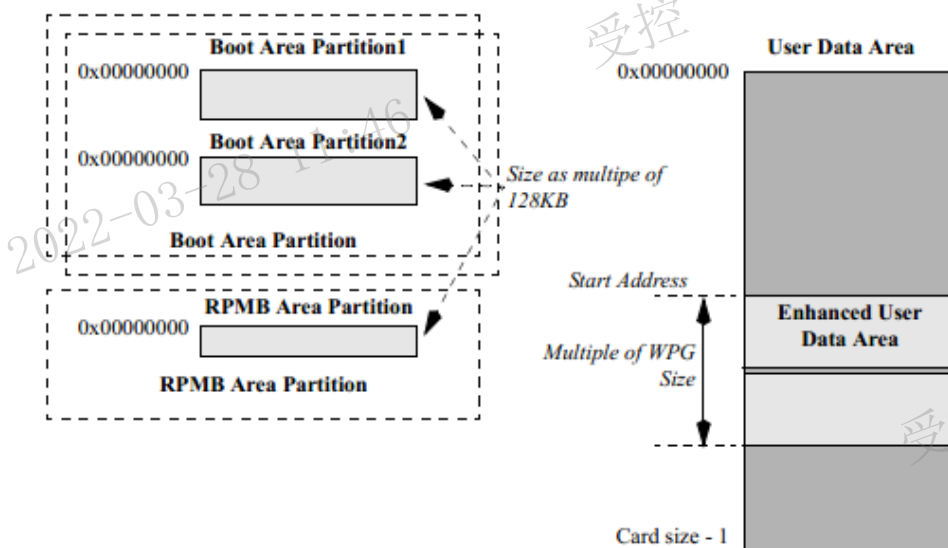 Boot Area Partition1
0x00000000
Boot Area Partition2
0x00000000
Boot Area Partition
RPMB Area Partition
0x00000000
RPMB Area Partition
Size as multipe of
128KB
User Data Area
0x00000000
Start Address
Enhanced User
Data Area
Multiple of WPG
Size
Card size - 1
2022-03-28 11:46
受控
受